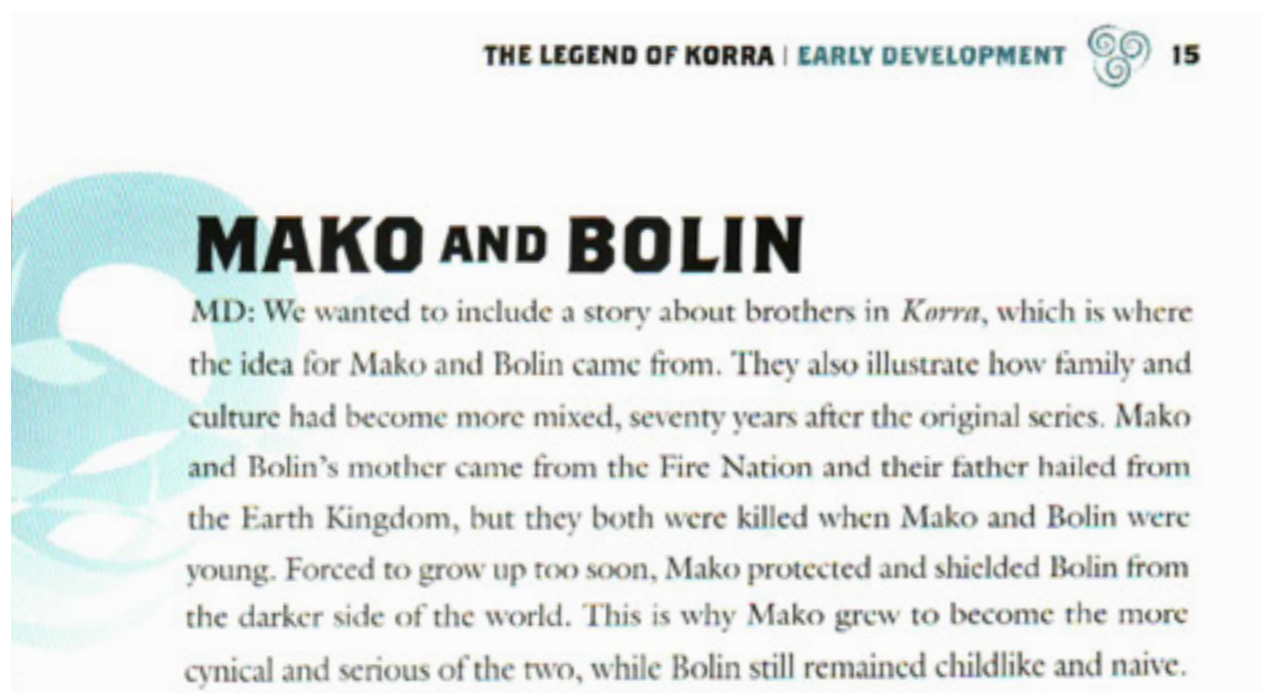 THE LEGEND OF KORRA | EARLY DEVELOPMENT 15
MAKO AND BOLIN
MD: We wanted to include a story about brothers in Korra, which is where
the idea for Mako and Bolin came from. They also illustrate how family and
culture had become more mixed, seventy years after the original series. Mako
and Bolin's mother came from the Fire Nation and their father hailed from
the Earth Kingdom, but they both were killed when Mako and Bolin were
young. Forced to grow up too soon, Mako protected and shielded Bolin from
the darker side of the world. This is why Mako grew to become the more
cynical and serious of the two, while Bolin still remained childlike and naive.